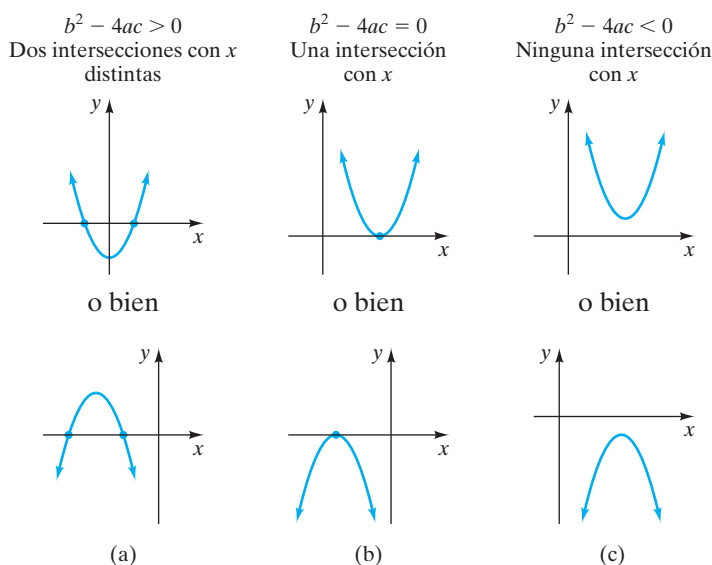 b² − 4ac > 0
Dos intersecciones con x
distintas
b² − 4ac = 0
Una intersección
con x
b² − 4ac < 0
Ninguna intersección
con x
y
x
y
x
y
x
o bien
o bien
o bien
y
x
y
x
y
x
(a)
(b)
(c)